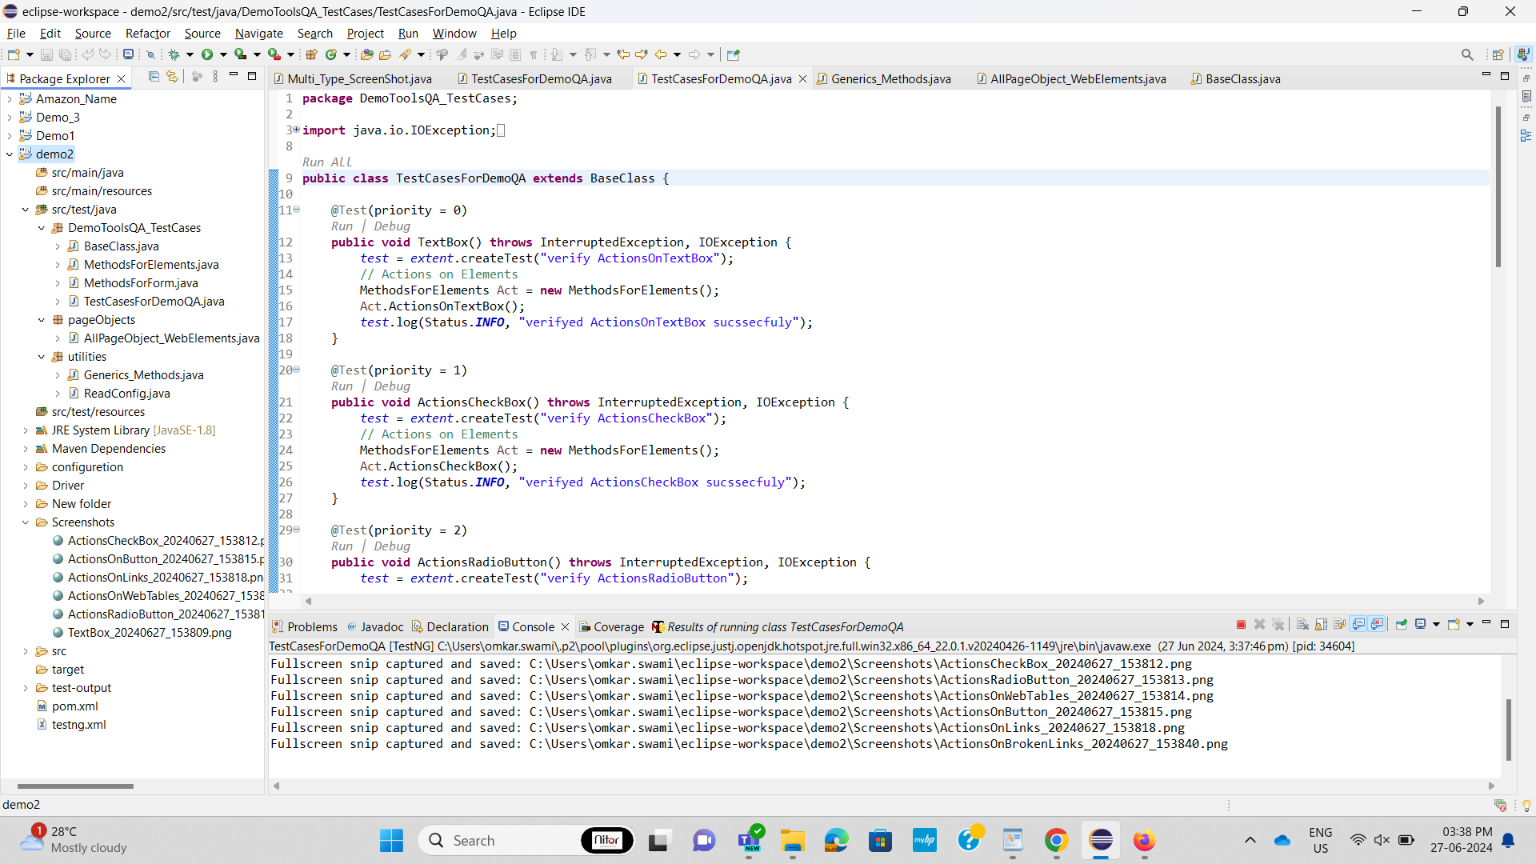 eclipse-workspace - demo2/src/test/java/DemoToolsQA_TestCases/TestCasesForDemoQA.java - Eclipse IDE
File Edit Source Refactor Source Navigate Search Project Run Window Help
Package Explorer
Multi_Type_ScreenShot.java
TestCasesForDemoQA.java
TestCasesForDemoQA.java
Generics_Methods.java
AllPageObject_WebElements.java
BaseClass.java
Amazon_Name
Demo_3
Demo1
demo2
src/main/java
src/main/resources
src/test/java
DemoToolsQA_TestCases
BaseClass.java
MethodsForElements.java
MethodsForForm.java
TestCasesForDemoQA.java
pageObjects
AllPageObject_WebElements.java
utilities
Generics_Methods.java
ReadConfig.java
src/test/resources
JRE System Library [JavaSE-1.8]
Maven Dependencies
configuretion
Driver
New folder
Screenshots
ActionsCheckBox_20240627_153812.p
ActionsOnButton_20240627_153815.p
ActionsOnLinks_20240627_153818.pn
ActionsOnWebTables_20240627_1538
ActionsRadioButton_20240627_15381
TextBox_20240627_153809.png
src
target
test-output
pom.xml
testng.xml
1 package DemoToolsQA_TestCases;
2
3 import java.io.IOException;
8
Run All
9 public class TestCasesForDemoQA extends BaseClass {
10
11 @Test(priority = 0)
Run | Debug
12 public void TextBox() throws InterruptedException, IOException {
13 test = extent.createTest("verify ActionsOnTextBox");
14 // Actions on Elements
15 MethodsForElements Act = new MethodsForElements();
16 Act.ActionsOnTextBox();
17 test.log(Status.INFO, "verifyed ActionsOnTextBox sucssecfuly");
18 }
19
20 @Test(priority = 1)
Run | Debug
21 public void ActionsCheckBox() throws InterruptedException, IOException {
22 test = extent.createTest("verify ActionsCheckBox");
23 // Actions on Elements
24 MethodsForElements Act = new MethodsForElements();
25 Act.ActionsCheckBox();
26 test.log(Status.INFO, "verifyed ActionsCheckBox sucssecfuly");
27 }
28
29 @Test(priority = 2)
Run | Debug
30 public void ActionsRadioButton() throws InterruptedException, IOException {
31 test = extent.createTest("verify ActionsRadioButton");
Problems Javadoc Declaration Console Coverage Results of running class TestCasesForDemoQA
TestCasesForDemoQA [TestNG] C:\Users\omkar.swami\.p2\pool\plugins\org.eclipse.justj.openjdk.hotspot.jre.full.win32.x86_64_22.0.1.v20240426-1149\jre\bin\javaw.exe (27 Jun 2024, 3:37:46 pm) [pid: 34604]
Fullscreen snip captured and saved: C:\Users\omkar.swami\eclipse-workspace\demo2\Screenshots\ActionsCheckBox_20240627_153812.png
Fullscreen snip captured and saved: C:\Users\omkar.swami\eclipse-workspace\demo2\Screenshots\ActionsRadioButton_20240627_153813.png
Fullscreen snip captured and saved: C:\Users\omkar.swami\eclipse-workspace\demo2\Screenshots\ActionsOnWebTables_20240627_153814.png
Fullscreen snip captured and saved: C:\Users\omkar.swami\eclipse-workspace\demo2\Screenshots\ActionsOnButton_20240627_153815.png
Fullscreen snip captured and saved: C:\Users\omkar.swami\eclipse-workspace\demo2\Screenshots\ActionsOnLinks_20240627_153818.png
Fullscreen snip captured and saved: C:\Users\omkar.swami\eclipse-workspace\demo2\Screenshots\ActionsOnBrokenLinks_20240627_153840.png
demo2
1
28°C
Mostly cloudy
Search
Nitor
NEW
myhp
ENG
US
03:38 PM
27-06-2024